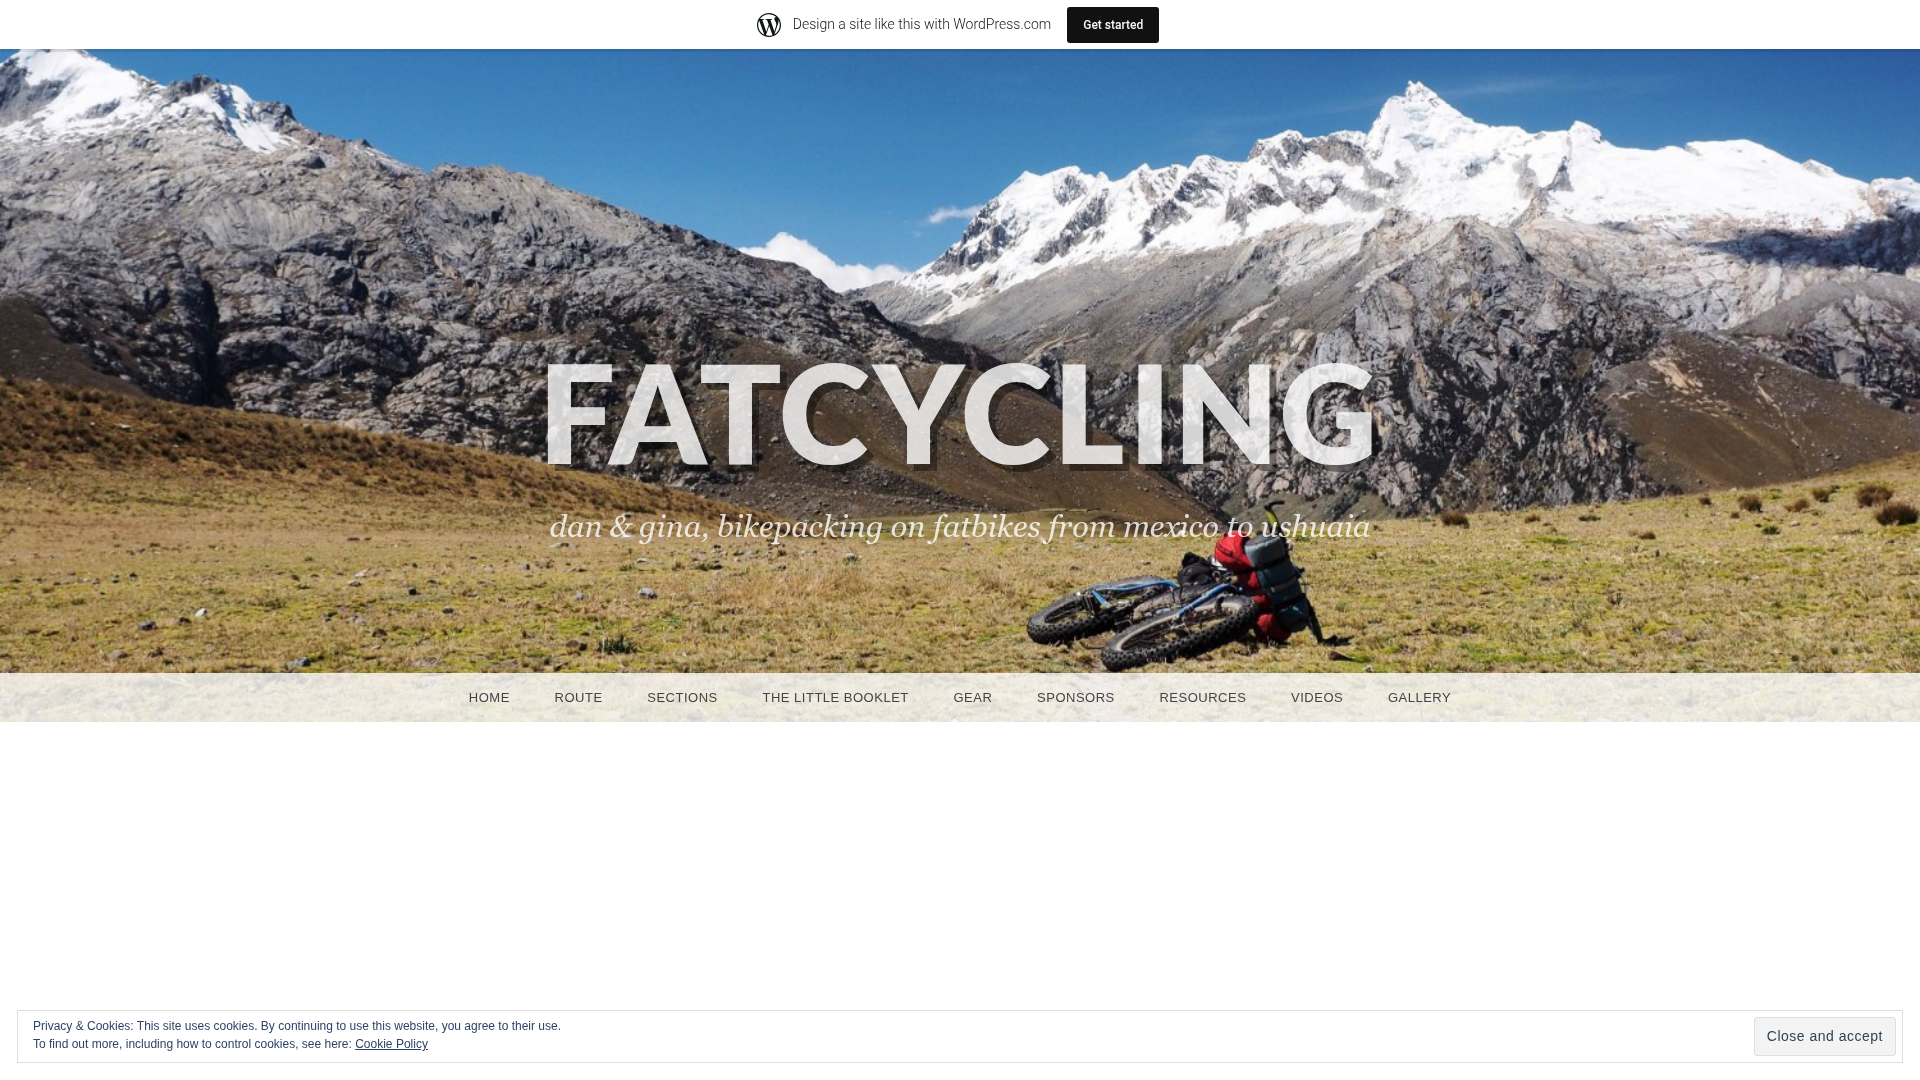 Design a site like this with WordPress.com
Get started
FATCYCLING
dan & gina, bikepacking on fatbikes from mexico to ushuaia
HOME ROUTE SECTIONS THE LITTLE BOOKLET GEAR SPONSORS RESOURCES VIDEOS GALLERY
Privacy & Cookies: This site uses cookies. By continuing to use this website, you agree to their use.
To find out more, including how to control cookies, see here: Cookie Policy
Close and accept